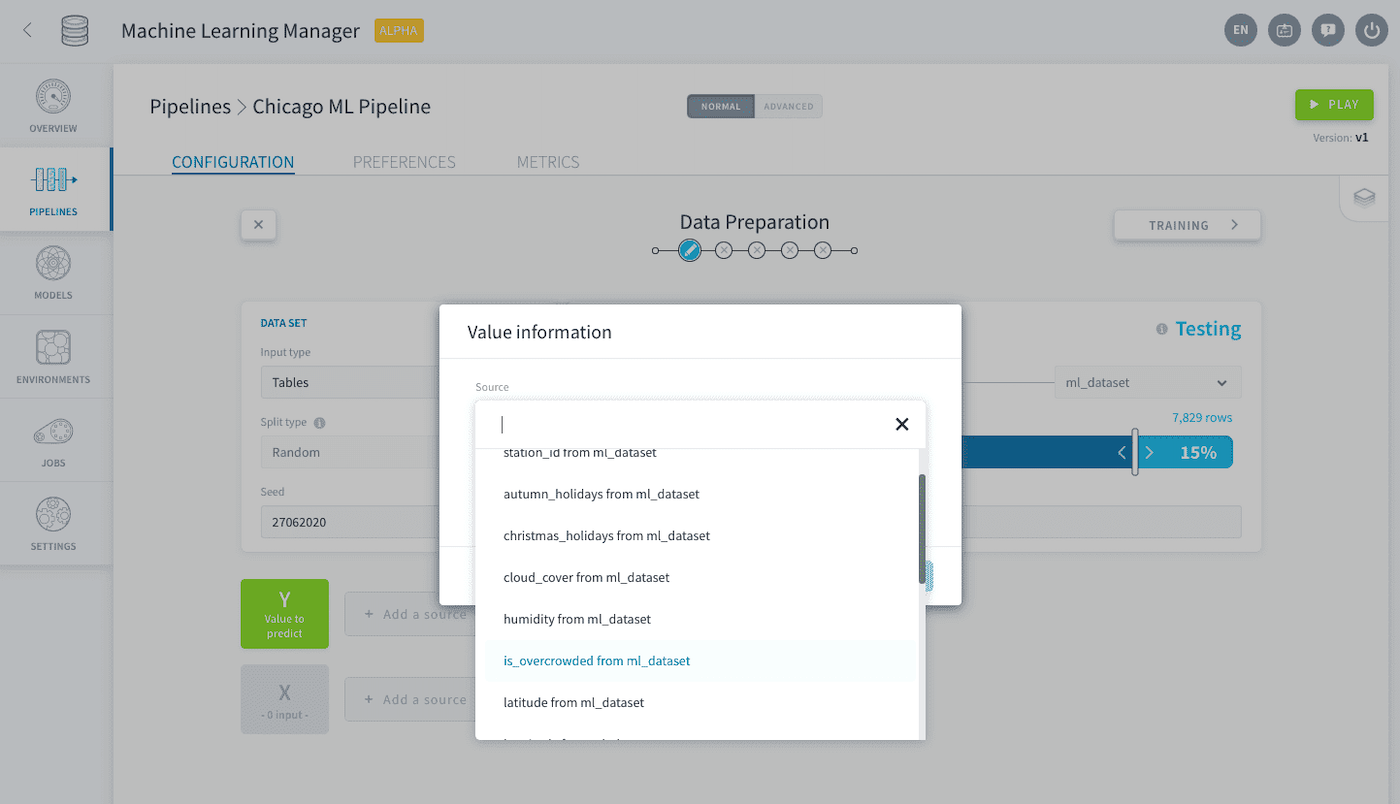 Machine Learning Manager ALPHA
EN
OVERVIEW
PIPELINES
MODELS
ENVIRONMENTS
JOBS
SETTINGS
Pipelines > Chicago ML Pipeline
NORMAL ADVANCED
PLAY
Version: v1
CONFIGURATION PREFERENCES METRICS
Data Preparation
TRAINING
DATA SET
Input type
Tables
Split type
Random
Seed
27062020
Testing
ml_dataset
7,829 rows
15%
Value information
Source
station_id from ml_dataset
autumn_holidays from ml_dataset
christmas_holidays from ml_dataset
cloud_cover from ml_dataset
humidity from ml_dataset
is_overcrowded from ml_dataset
latitude from ml_dataset
Y
Value to
predict
+ Add a source
X
- 0 input -
+ Add a source